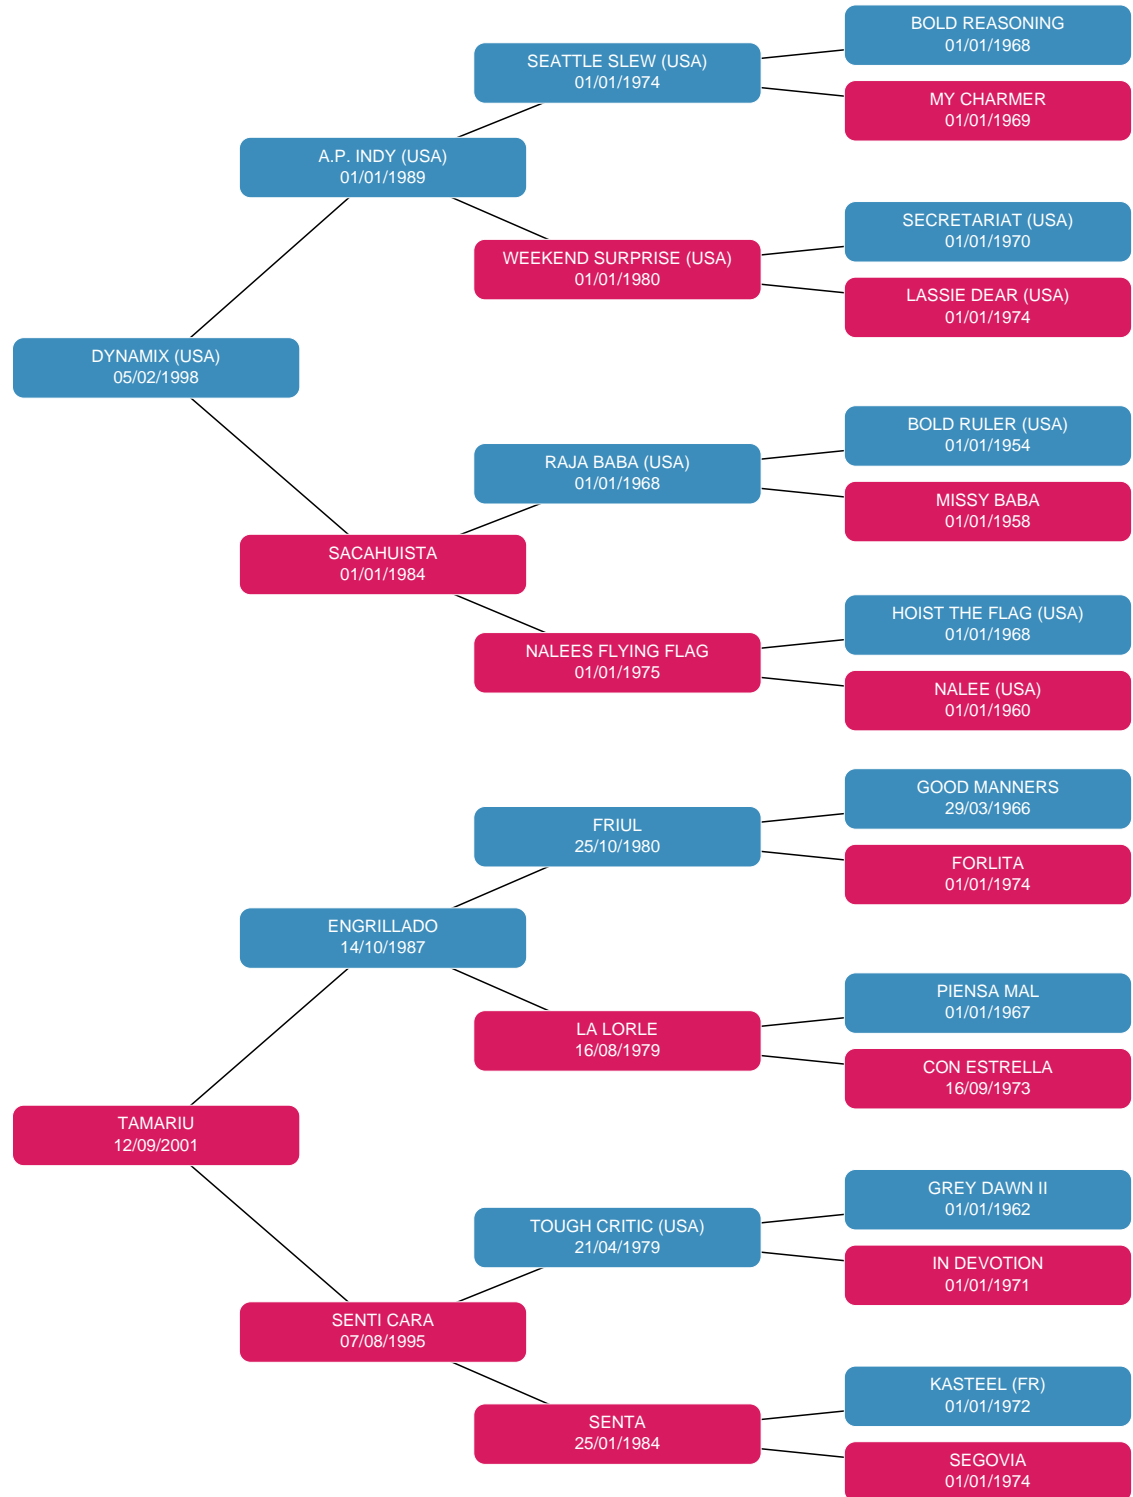 BOLD REASONING
01/01/1968
SEATTLE SLEW (USA)
01/01/1974
MY CHARMER
01/01/1969
A.P. INDY (USA)
01/01/1989
SECRETARIAT (USA)
01/01/1970
WEEKEND SURPRISE (USA)
01/01/1980
LASSIE DEAR (USA)
01/01/1974
DYNAMIX (USA)
05/02/1998
BOLD RULER (USA)
01/01/1954
RAJA BABA (USA)
01/01/1968
MISSY BABA
01/01/1958
SACAHUISTA
01/01/1984
HOIST THE FLAG (USA)
01/01/1968
NALEES FLYING FLAG
01/01/1975
NALEE (USA)
01/01/1960
GOOD MANNERS
29/03/1966
FRIUL
25/10/1980
FORLITA
01/01/1974
ENGRILLADO
14/10/1987
PIENSA MAL
01/01/1967
LA LORLE
16/08/1979
CON ESTRELLA
16/09/1973
TAMARIU
12/09/2001
GREY DAWN II
01/01/1962
TOUGH CRITIC (USA)
21/04/1979
IN DEVOTION
01/01/1971
SENTI CARA
07/08/1995
KASTEEL (FR)
01/01/1972
SENTA
25/01/1984
SEGOVIA
01/01/1974